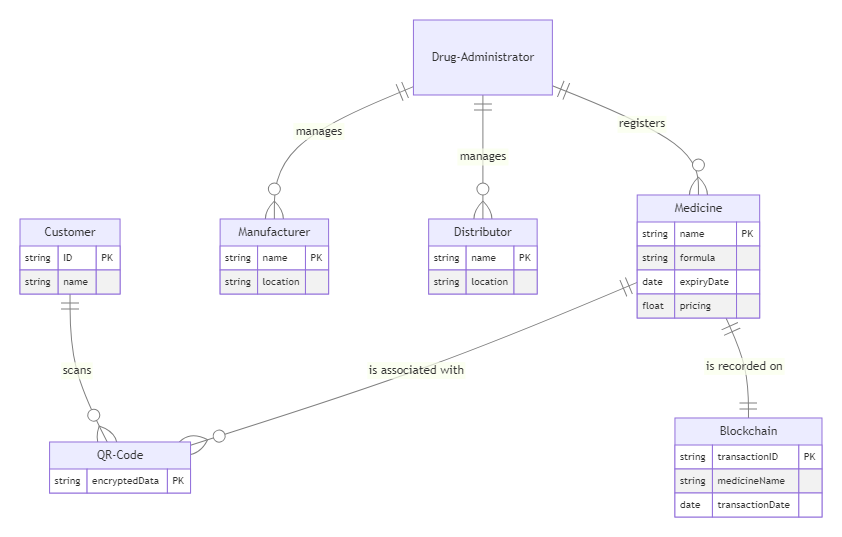 Drug-Administrator
manages
manages
registers
Customer
string ID PK
string name
Manufacturer
string name PK
string location
Distributor
string name PK
string location
Medicine
string name PK
string formula
date expiryDate
float pricing
scans
is associated with
is recorded on
QR-Code
string encryptedData PK
Blockchain
string transactionID PK
string medicineName
date transactionDate